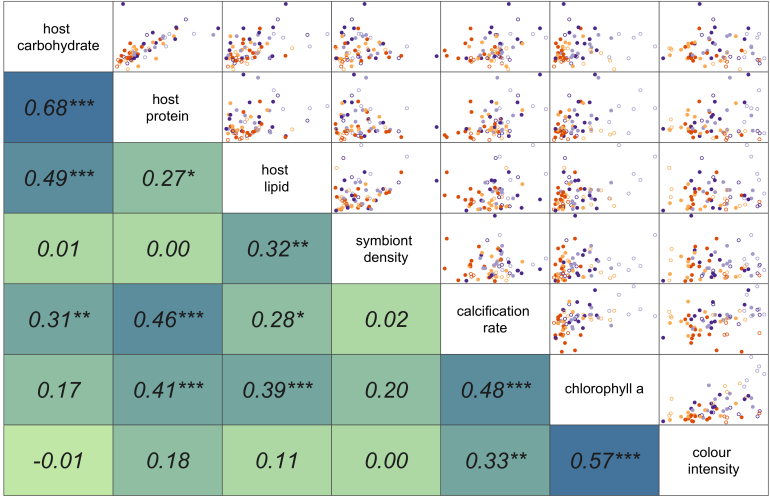 host
carbohydrate
0.68***
host
protein
0.49***
0.27*
host
lipid
0.01
0.00
0.32**
symbiont
density
0.31**
0.46***
0.28*
0.02
calcification
rate
0.17
0.41***
0.39***
0.20
0.48***
chlorophyll a
-0.01
0.18
0.11
0.00
0.33**
0.57***
colour
intensity